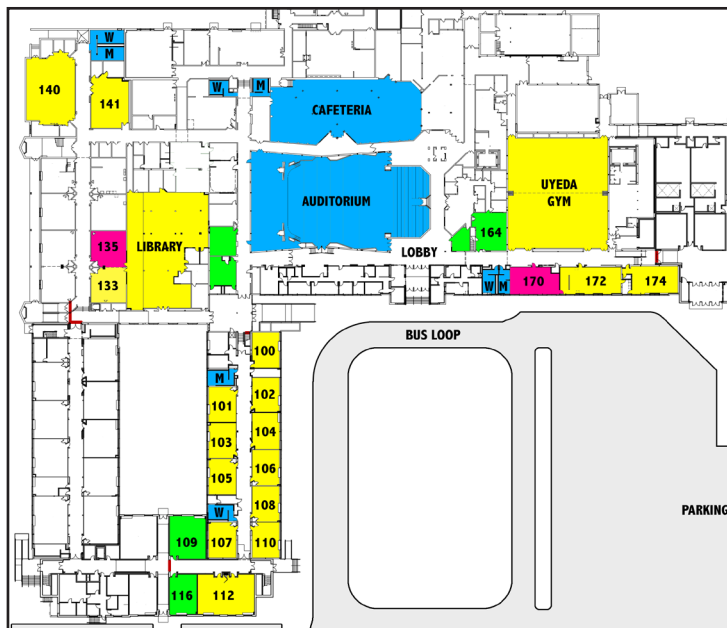 W
M
140
141
W
M
CAFETERIA
AUDITORIUM
UYEDA
GYM
135
LIBRARY
164
LOBBY
133
W
M
170
172
174
BUS LOOP
100
M
101
102
103
104
105
106
W
108
109
107
110
116
112
PARKING